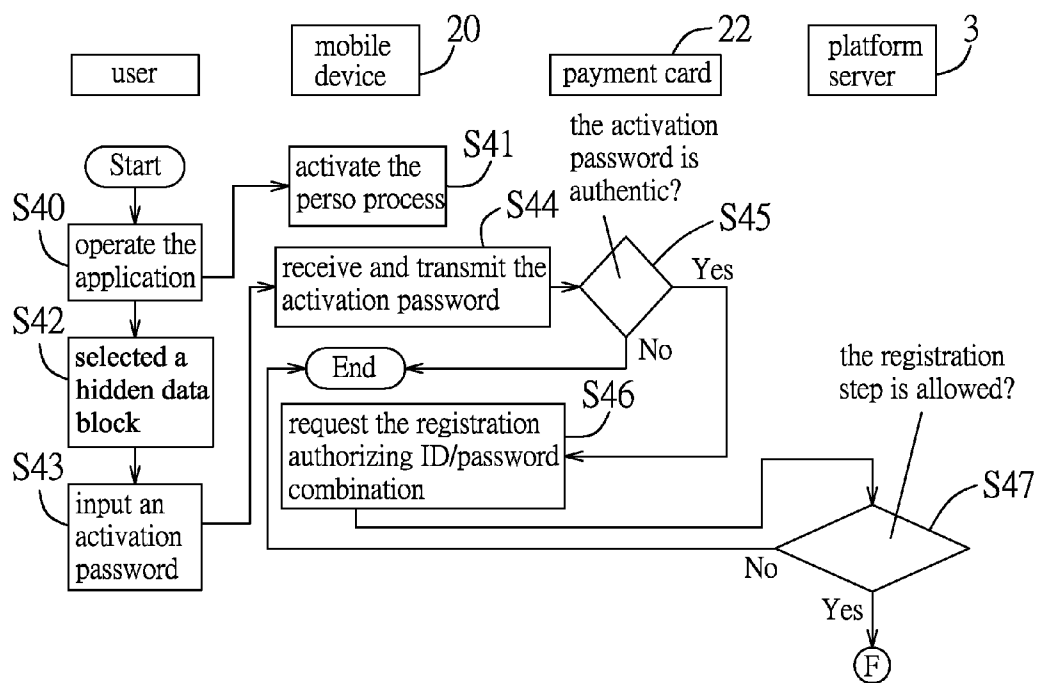 user
mobile
device
20
payment card
22
platform
server
3
Start
S40
operate the
application
S41
activate the
perso process
S42
selected a
hidden data
block
S43
input an
activation
password
S44
receive and transmit the
activation password
the activation
password is
authentic?
S45
Yes
No
End
S46
request the registration
authorizing ID/password
combination
the registration
step is allowed?
S47
No
Yes
F